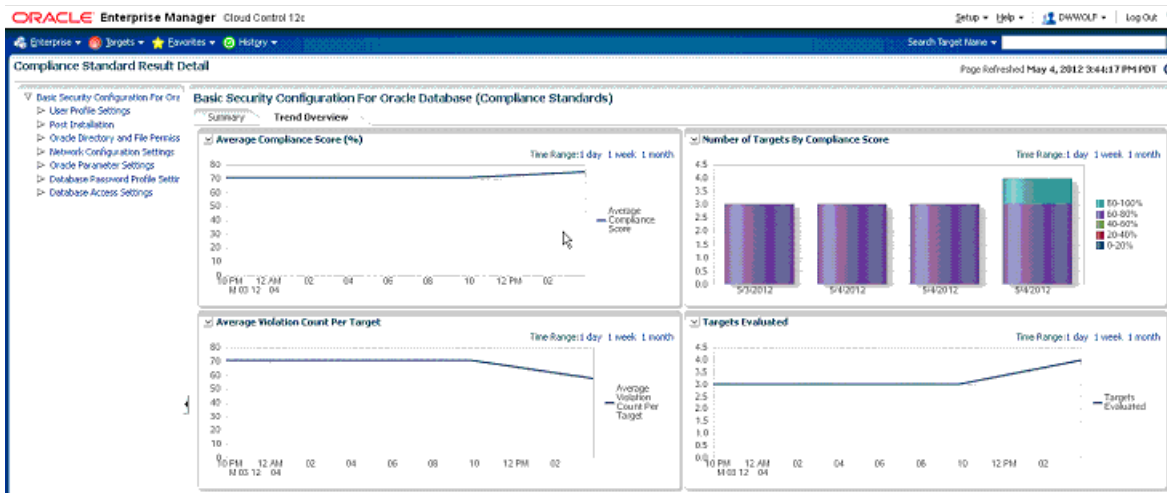 ORACLE Enterprise Manager Cloud Control 12c
Setup Help DWWOLF Log Out
Enterprise Targets Favorites History Search Target Name
Compliance Standard Result Detail
Page Refreshed May 4, 2012 3:44:17 PM PDT
Basic Security Configuration For Ora
User Profile Settings
Post Installation
Oracle Directory and File Permiss
Network Configuration Settings
Oracle Parameter Settings
Database Password Profile Settir
Database Access Settings
Basic Security Configuration For Oracle Database (Compliance Standards)
Summary Trend Overview
Average Compliance Score (%)
Time Range: 1 day 1 week 1 month
80
70
60
50
40
30
20
10
0
10 PM 12 AM 02 04 06 08 10 12 PM 02
M 03 12 04
Average
Compliance
Score
Number of Targets By Compliance Score
Time Range: 1 day 1 week 1 month
4.5
4.0
3.5
3.0
2.5
2.0
1.5
1.0
0.5
0.0
5/3/2012 5/4/2012 5/4/2012 5/4/2012
80-100%
60-80%
40-60%
20-40%
0-20%
Average Violation Count Per Target
Time Range: 1 day 1 week 1 month
80
70
60
50
40
30
20
10
0
10 PM 12 AM 02 04 06 08 10 12 PM 02
M 03 12 04
Average
Violation
Count Per
Target
Targets Evaluated
Time Range: 1 day 1 week 1 month
4.5
4.0
3.5
3.0
2.5
2.0
1.5
1.0
0.5
0.0
10 PM 12 AM 02 04 06 08 10 12 PM 02
M 03 12 04
Targets
Evaluated